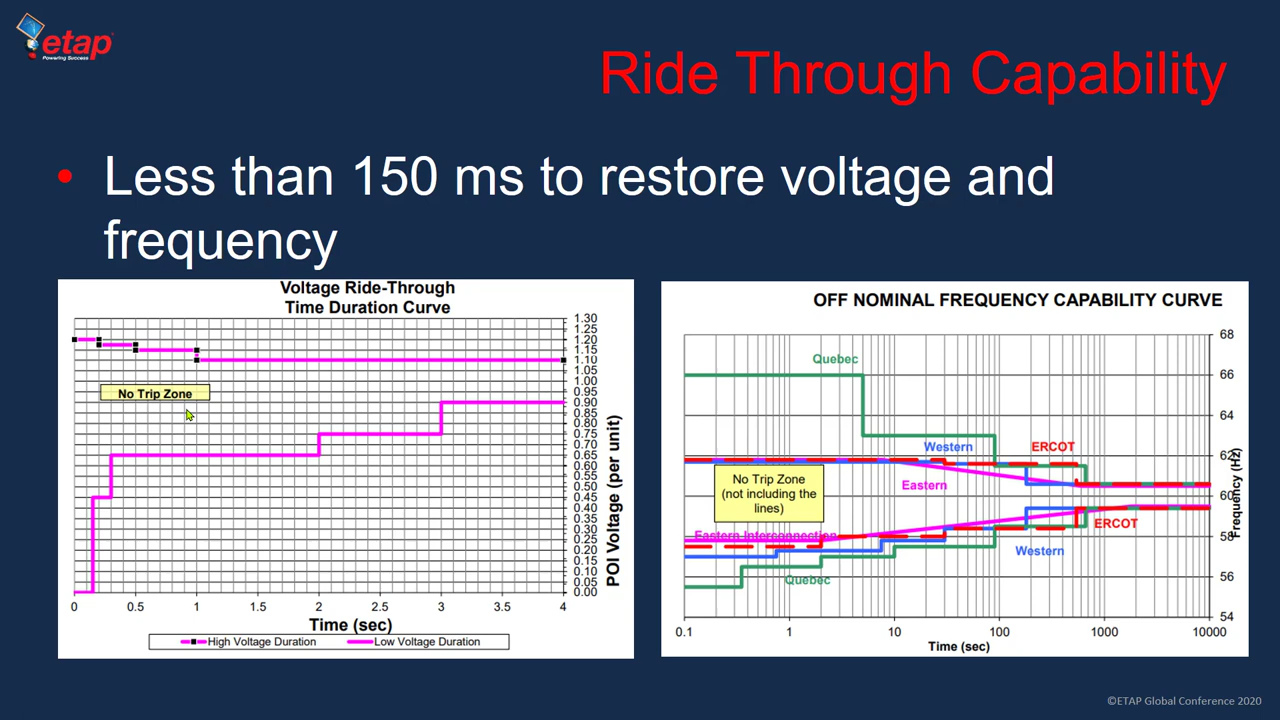 etap
Powering Success
Ride Through Capability
• Less than 150 ms to restore voltage and
frequency
Voltage Ride-Through
Time Duration Curve
1.30
1.25
1.20
1.15
1.10
1.05
1.00
0.95
0.90
0.85
0.80
0.75
0.70
0.65
0.60
0.55
0.50
0.45
0.40
0.35
0.30
0.25
0.20
0.15
0.10
0.05
0.00
No Trip Zone
POI Voltage (per unit)
0 0.5 1 1.5 2 2.5 3 3.5 4
Time (sec)
High Voltage Duration Low Voltage Duration
OFF NOMINAL FREQUENCY CAPABILITY CURVE
68
66
64
62
60
58
56
54
Frequency (Hz)
Quebec
Western
ERCOT
Eastern
No Trip Zone
(not including the
lines)
ERCOT
Eastern Interconnection
Western
Quebec
0.1 1 10 100 1000 10000
Time (sec)
©ETAP Global Conference 2020